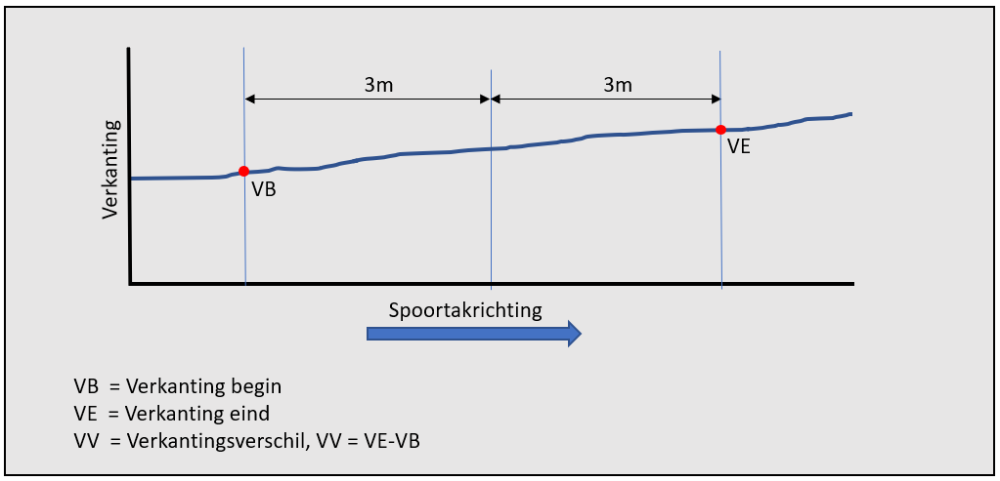 3m 3m
Verkanting
VB
VE
Spoortakrichting
VB = Verkanting begin
VE = Verkanting eind
VV = Verkantingsverschil, VV = VE-VB